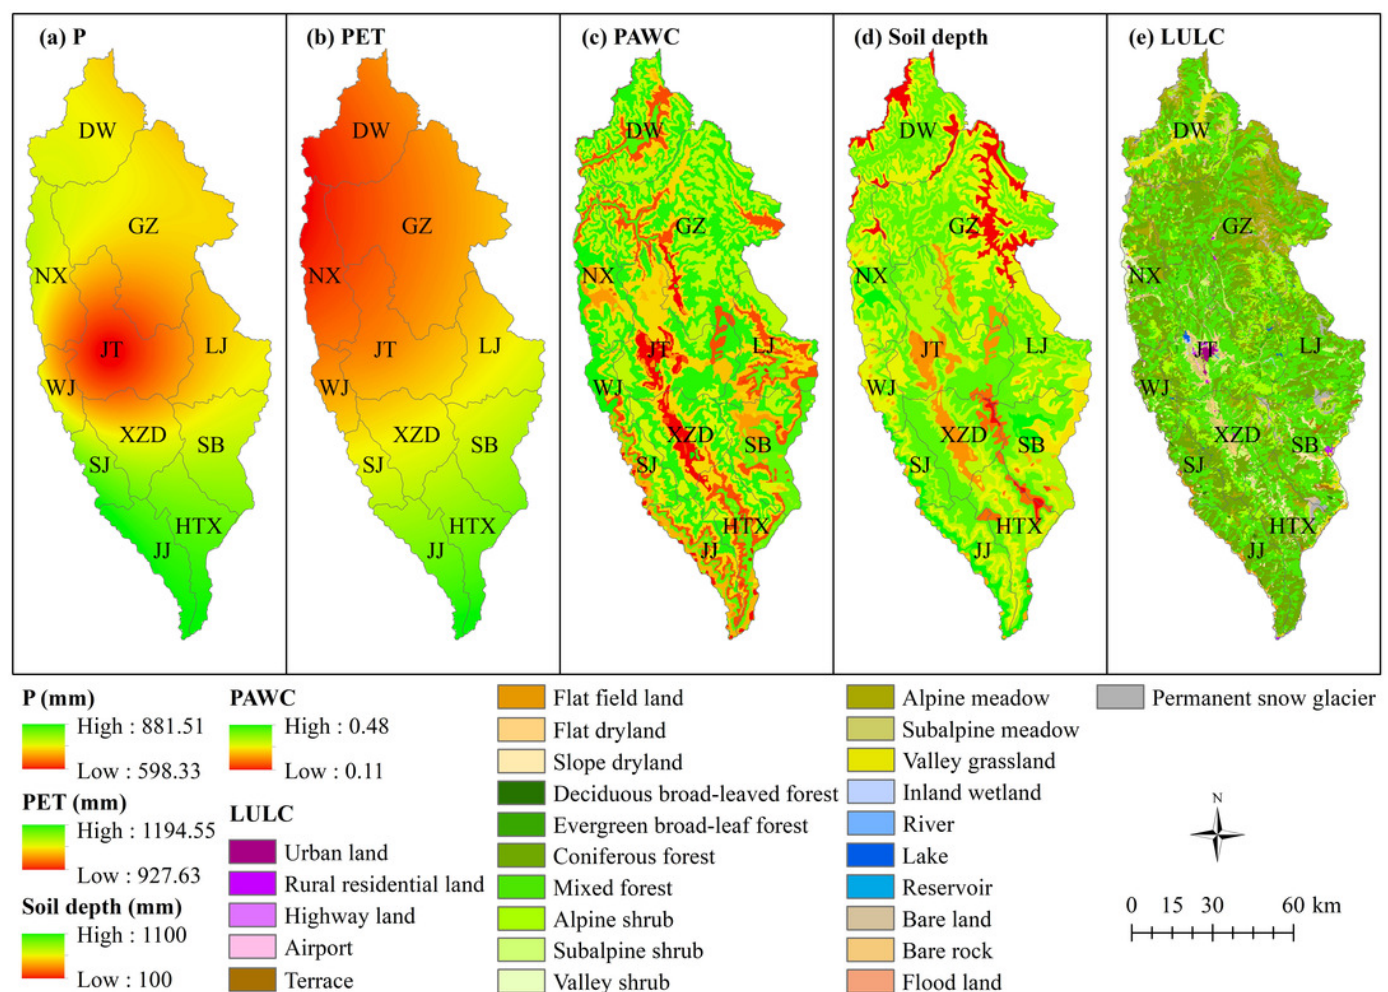 (a) P
(b) PET
(c) PAWC
(d) Soil depth
(e) LULC
DW
GZ
NX
JT
LJ
WJ
XZD
SB
SJ
HTX
JJ
DW
GZ
NX
JT
LJ
WJ
XZD
SB
SJ
HTX
JJ
DW
GZ
NX
JT
LJ
WJ
XZD
SB
SJ
HTX
JJ
DW
GZ
NX
JT
LJ
WJ
XZD
SB
SJ
HTX
JJ
DW
GZ
NX
JT
LJ
WJ
XZD
SB
SJ
HTX
JJ
P (mm)
High : 881.51
Low : 598.33
PET (mm)
High : 1194.55
Low : 927.63
Soil depth (mm)
High : 1100
Low : 100
PAWC
High : 0.48
Low : 0.11
LULC
Urban land
Rural residential land
Highway land
Airport
Terrace
Flat field land
Flat dryland
Slope dryland
Deciduous broad-leaved forest
Evergreen broad-leaf forest
Coniferous forest
Mixed forest
Alpine shrub
Subalpine shrub
Valley shrub
Alpine meadow
Subalpine meadow
Valley grassland
Inland wetland
River
Lake
Reservoir
Bare land
Bare rock
Flood land
Permanent snow glacier
N
0 15 30 60 km